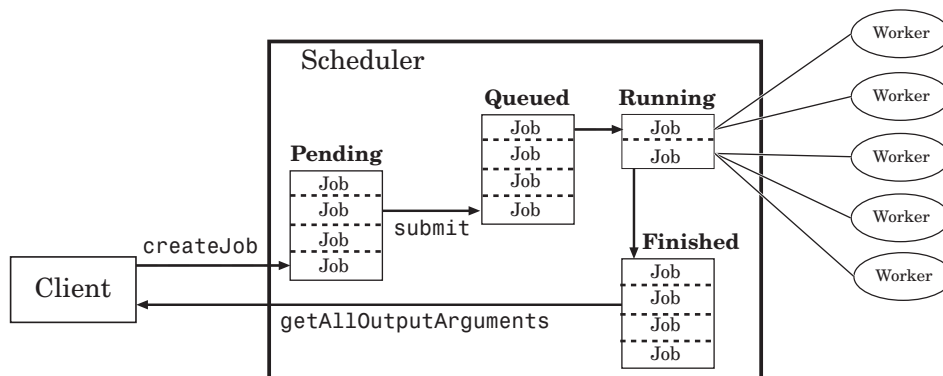 Scheduler
Worker
Worker
Worker
Worker
Worker
Queued
Job
Job
Job
Job
Running
Job
Job
Pending
Job
Job
Job
Job
submit
createJob
Client
Finished
Job
Job
Job
Job
getAllOutputArguments